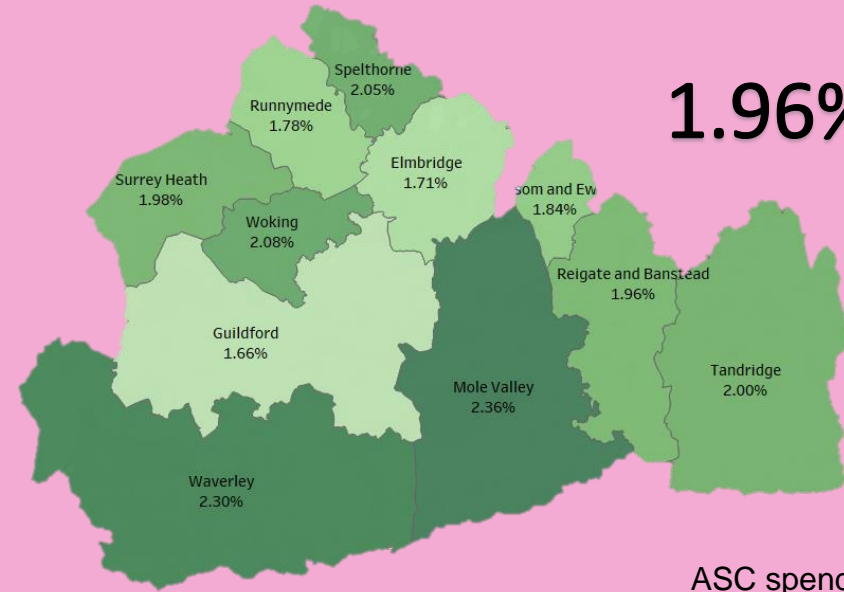 Spelthorne
2.05%
Runnymede
1.78%
1.96%
Elmbridge
1.71%
Surrey Heath
1.98%
som and Ew
1.84%
Woking
2.08%
Reigate and Banstead
1.96%
Guildford
1.66%
Tandridge
2.00%
Mole Valley
2.36%
Waverley
2.30%
ASC spend